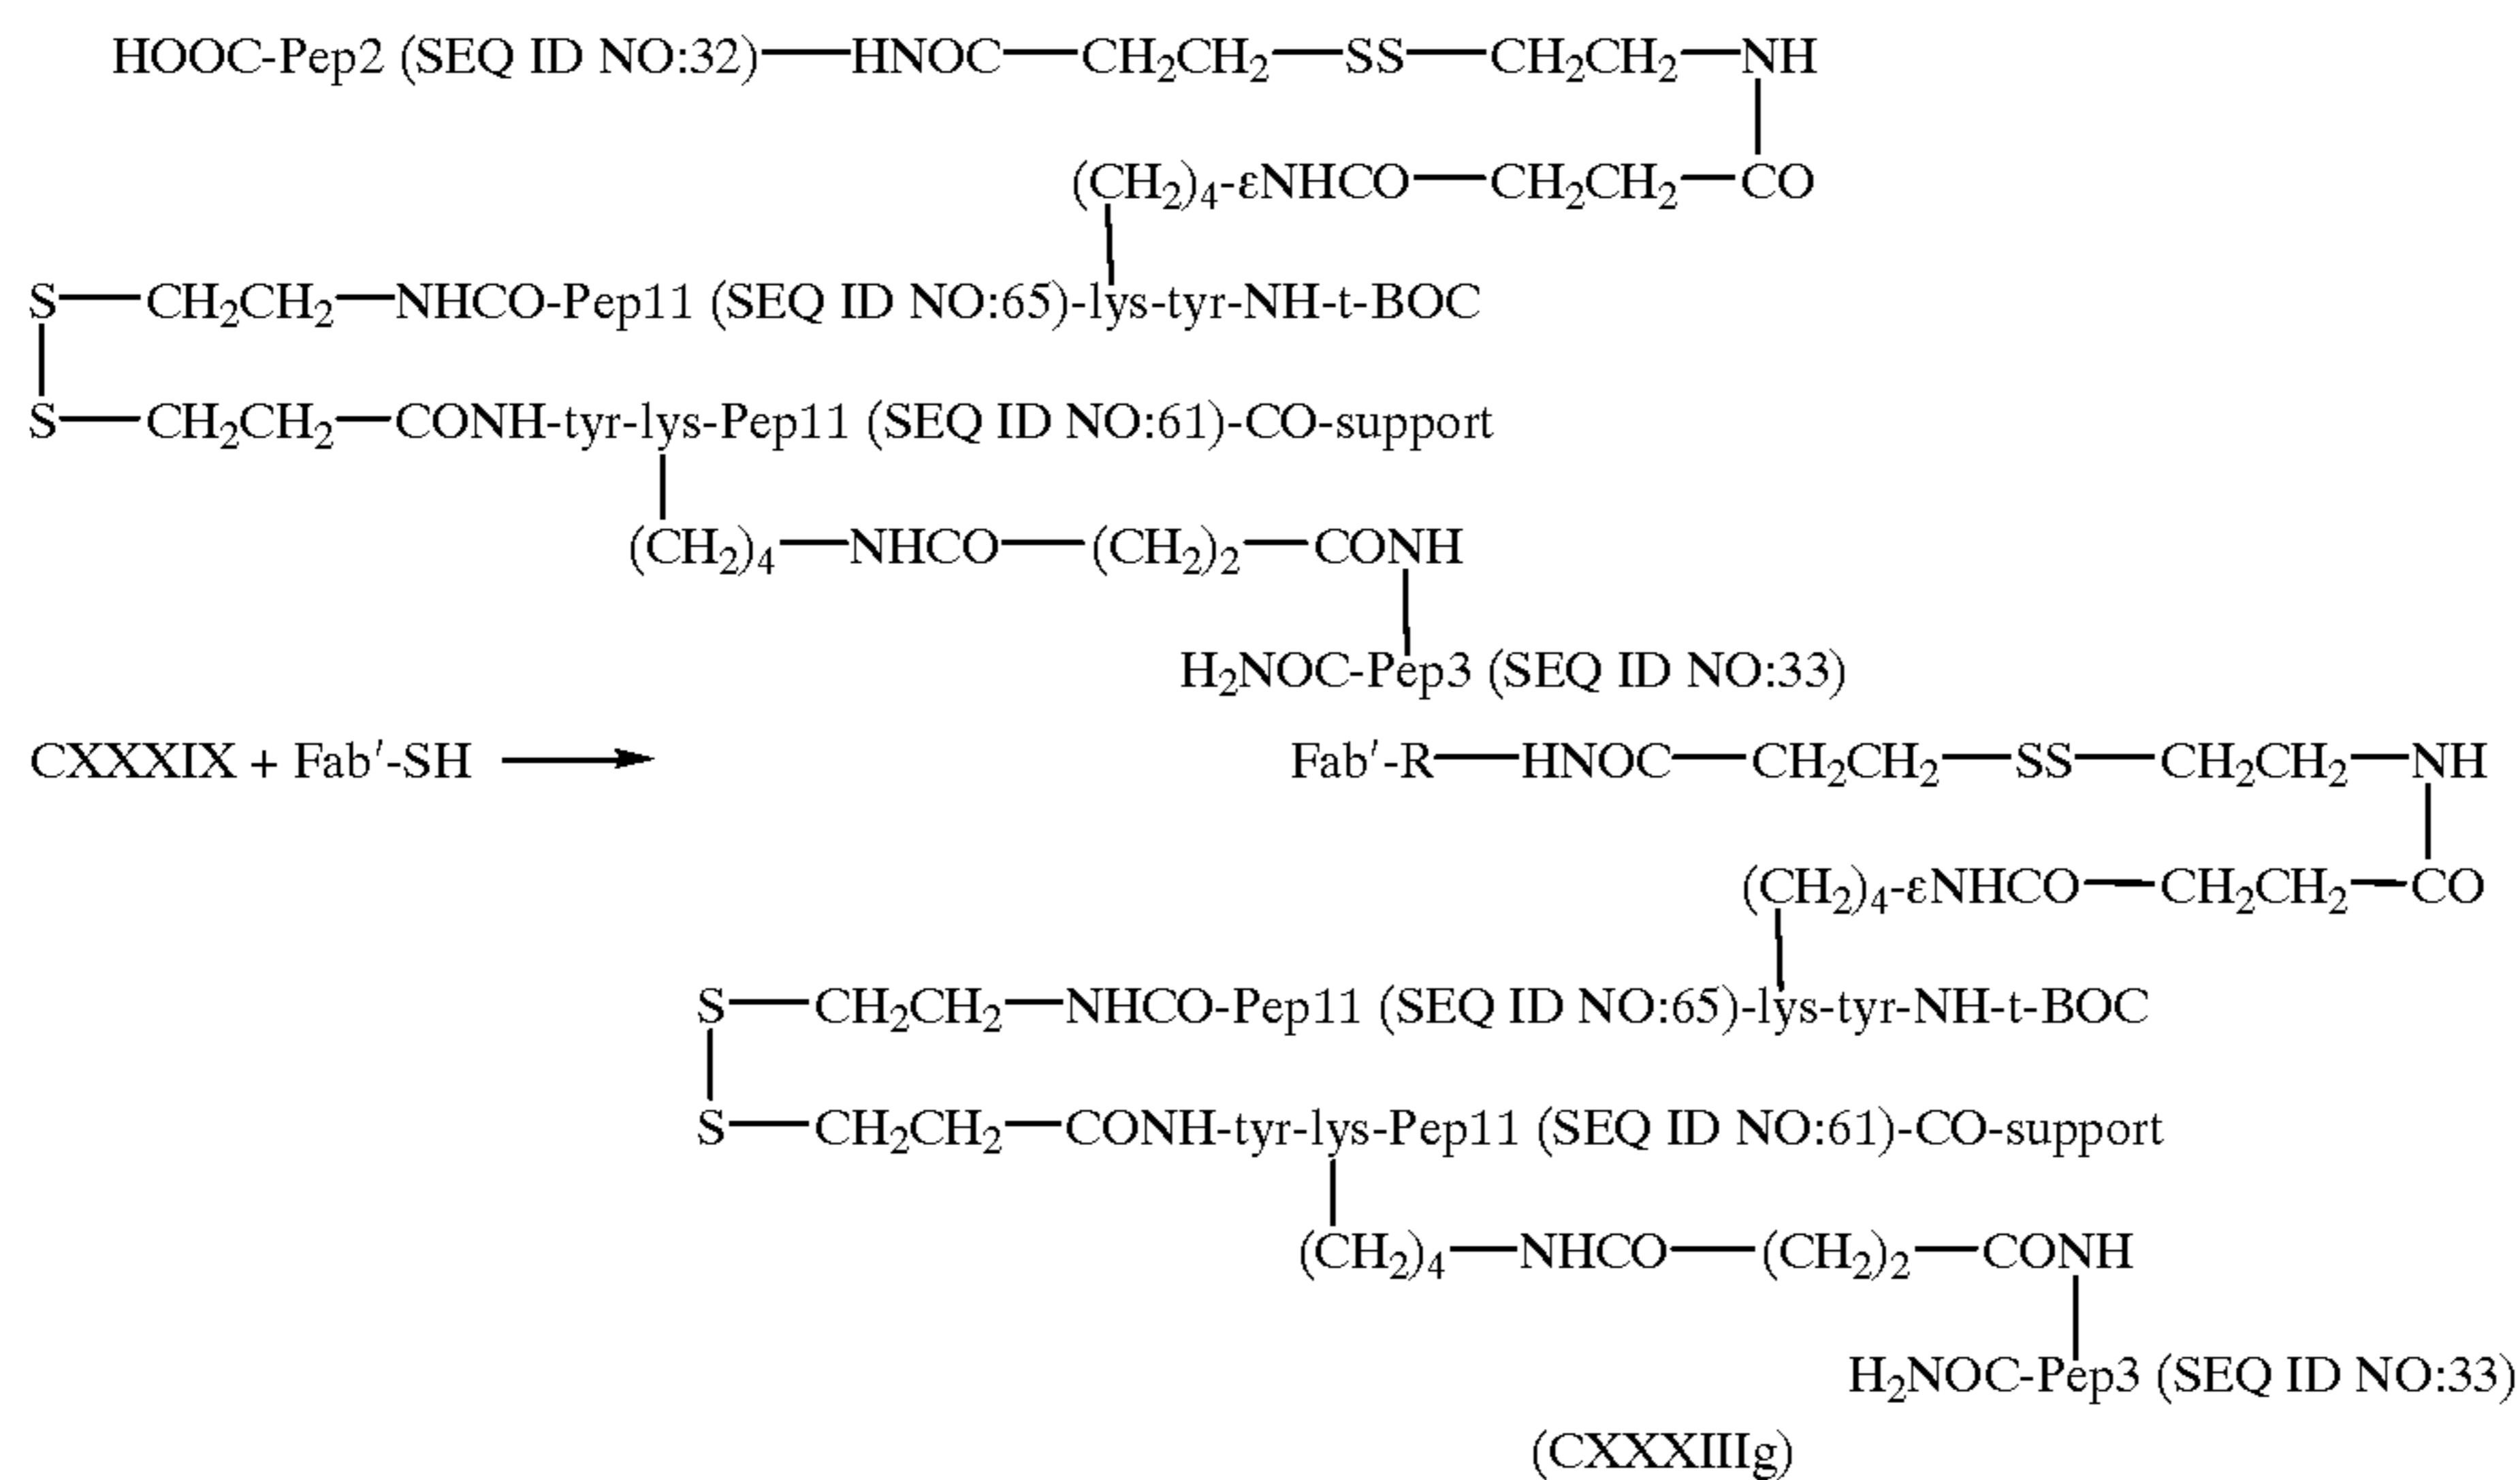 HOOC-Pep2 (SEQ ID NO:32)—HNOC—CH₂CH₂—SS—CH₂CH₂—NH
(CH₂)₄-εNHCO—CH₂CH₂—CO
S—CH₂CH₂—NHCO-Pep11 (SEQ ID NO:65)-lys-tyr-NH-t-BOC
S—CH₂CH₂—CONH-tyr-lys-Pep11 (SEQ ID NO:61)-CO-support
(CH₂)₄—NHCO—(CH₂)₂—CONH
H₂NOC-Pep3 (SEQ ID NO:33)
CXXXIX + Fab′-SH ⟶ Fab′-R—HNOC—CH₂CH₂—SS—CH₂CH₂—NH
(CH₂)₄-εNHCO—CH₂CH₂—CO
S—CH₂CH₂—NHCO-Pep11 (SEQ ID NO:65)-lys-tyr-NH-t-BOC
S—CH₂CH₂—CONH-tyr-lys-Pep11 (SEQ ID NO:61)-CO-support
(CH₂)₄—NHCO—(CH₂)₂—CONH
H₂NOC-Pep3 (SEQ ID NO:33)
(CXXXIIIg)